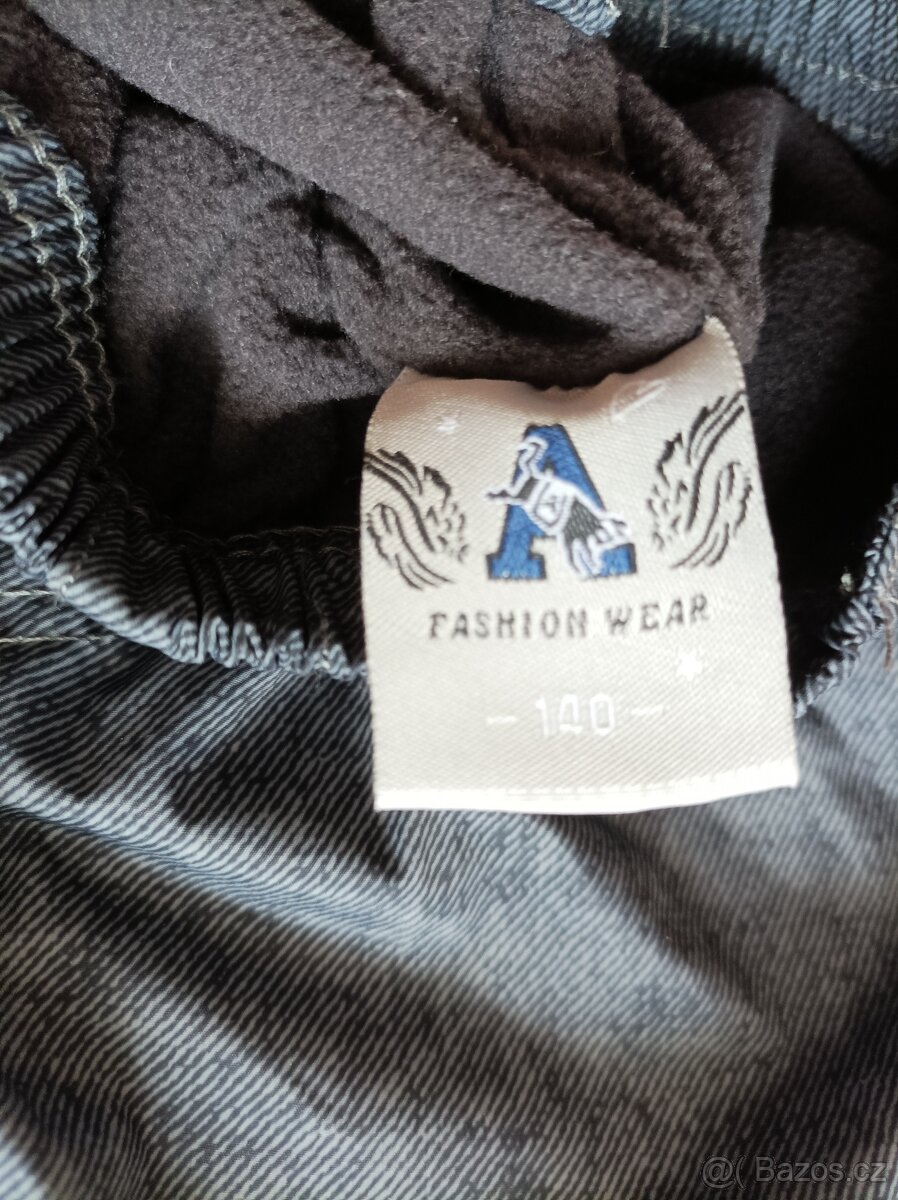 A
FASHION WEAR
- 140 -
@( Bazos.cz